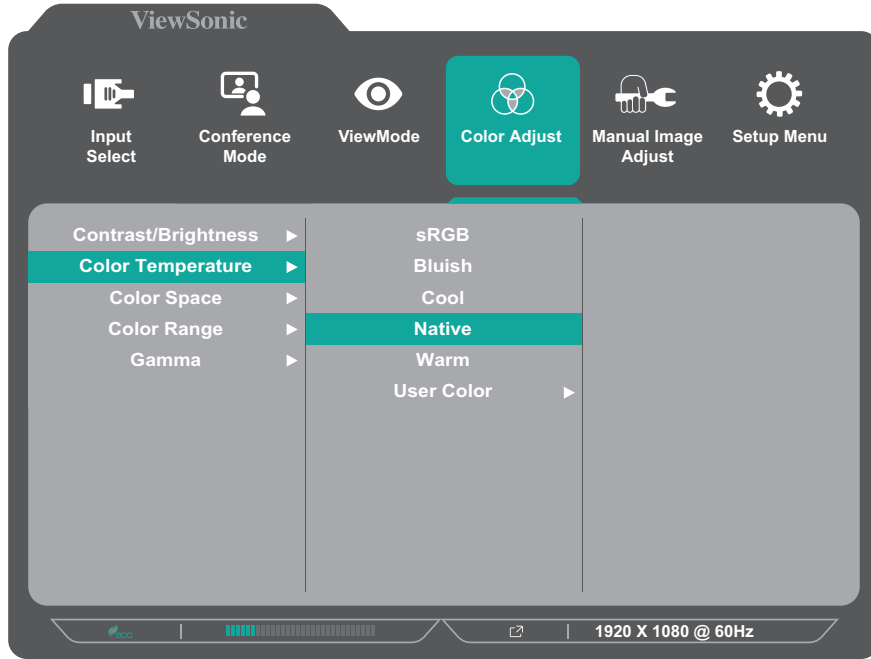 ViewSonic
Input
Select
Conference
Mode
ViewMode
Color Adjust
Manual Image
Adjust
Setup Menu
Contrast/Brightness
Color Temperature
Color Space
Color Range
Gamma
sRGB
Bluish
Cool
Native
Warm
User Color
eco
1920 X 1080 @ 60Hz